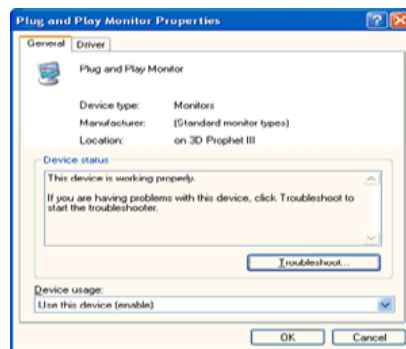 Plug and Play Monitor Properties
General Driver
Plug and Play Monitor
Device type: Monitors
Manufacturer: (Standard monitor types)
Location: on 3D Prophet III
Device status
This device is working properly.
If you are having problems with this device, click Troubleshoot to
start the troubleshooter.
Troubleshoot...
Device usage:
Use this device (enable)
OK Cancel